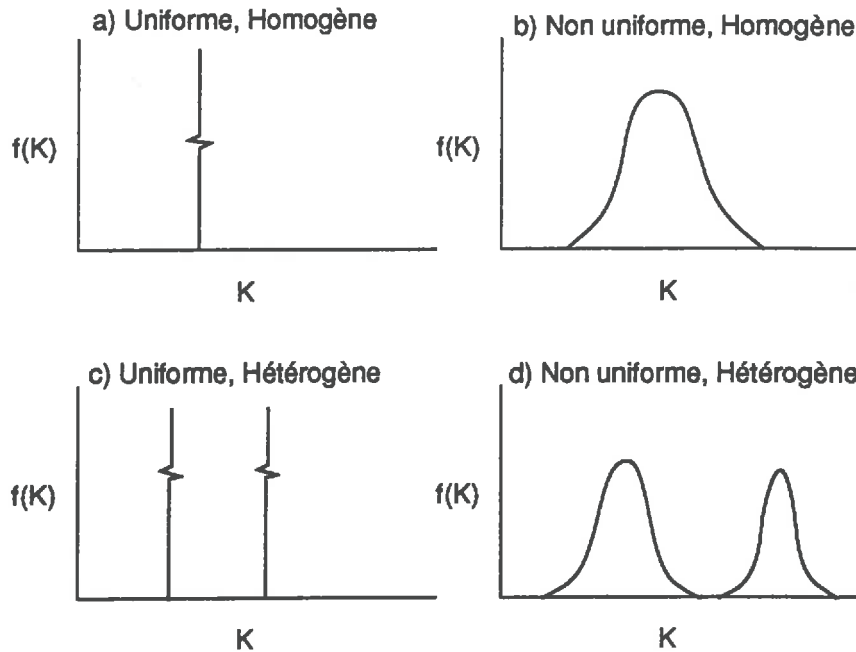 a) Uniforme, Homogène
f(K)
K
b) Non uniforme, Homogène
f(K)
K
c) Uniforme, Hétérogène
f(K)
K
d) Non uniforme, Hétérogène
f(K)
K